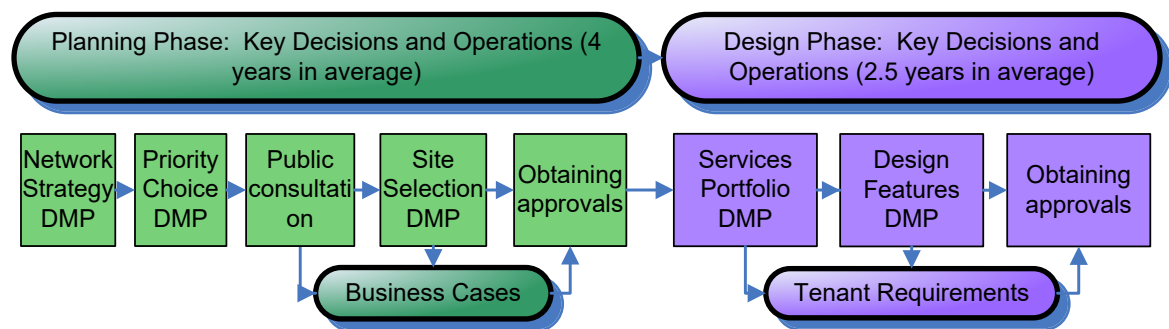 Planning Phase:  Key Decisions and Operations (4
years in average)
Design Phase:  Key Decisions and
Operations (2.5 years in average)
Network
Strategy
DMP
Priority
Choice
DMP
Public
consultati
on
Site
Selection
DMP
Obtaining
approvals
Services
Portfolio
DMP
Design
Features
DMP
Obtaining
approvals
Business Cases
Tenant Requirements